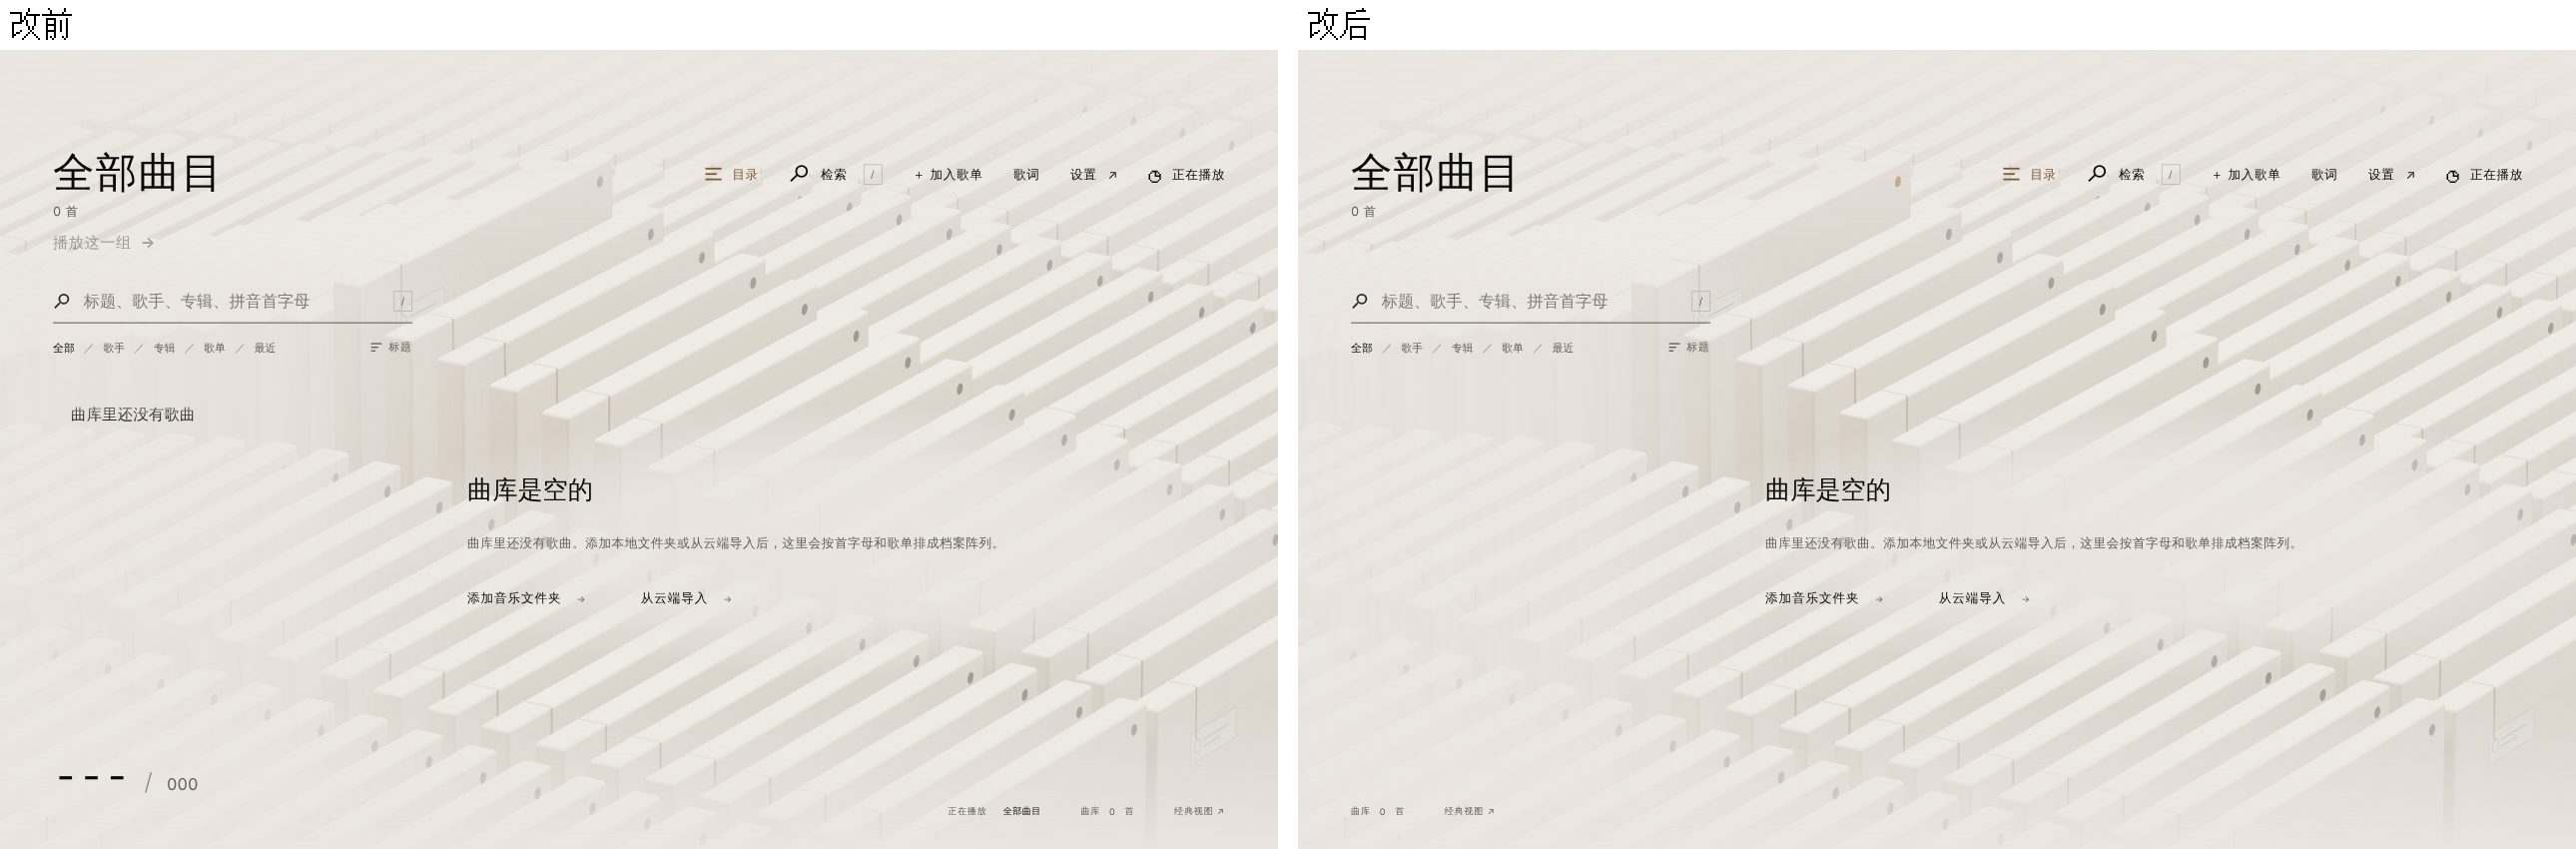 改前
全部曲目
目录 检索 / + 加入歌单 歌词 设置 ↗ 正在播放
0 首
播放这一组 →
标题、歌手、专辑、拼音首字母 /
全部 / 歌手 / 专辑 / 歌单 / 最近 标题
曲库里还没有歌曲
曲库是空的
曲库里还没有歌曲。添加本地文件夹或从云端导入后，这里会按首字母和歌单排成档案阵列。
添加音乐文件夹 → 从云端导入 →
--- / 000
正在播放 全部曲目 曲库 0 首 经典视图 ↗
改后
全部曲目
目录 检索 / + 加入歌单 歌词 设置 ↗ 正在播放
0 首
标题、歌手、专辑、拼音首字母 /
全部 / 歌手 / 专辑 / 歌单 / 最近 标题
曲库是空的
曲库里还没有歌曲。添加本地文件夹或从云端导入后，这里会按首字母和歌单排成档案阵列。
添加音乐文件夹 → 从云端导入 →
曲库 0 首 经典视图 ↗